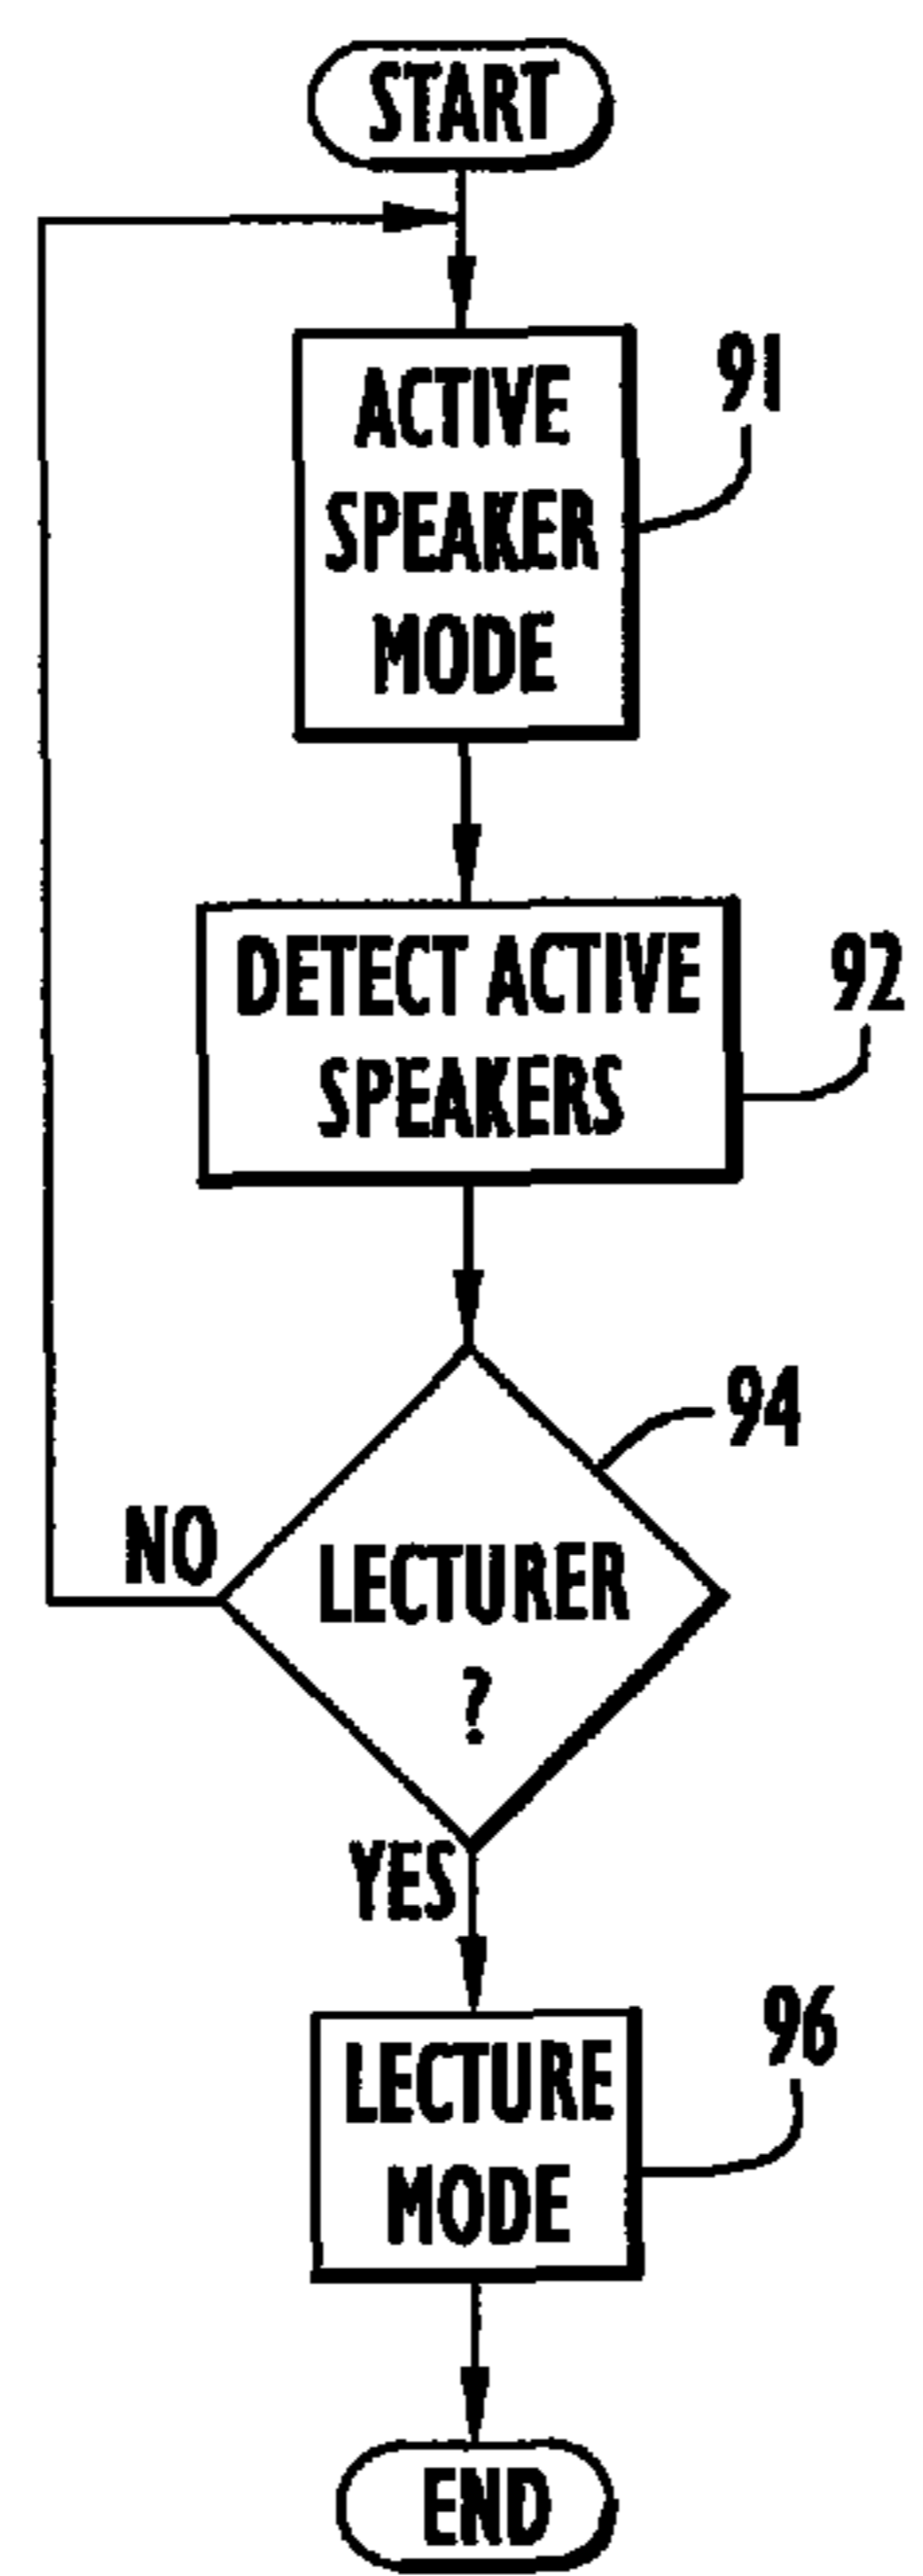 START
ACTIVE
SPEAKER
MODE
91
DETECT ACTIVE
SPEAKERS
92
94
LECTURER
?
NO
YES
LECTURE
MODE
96
END